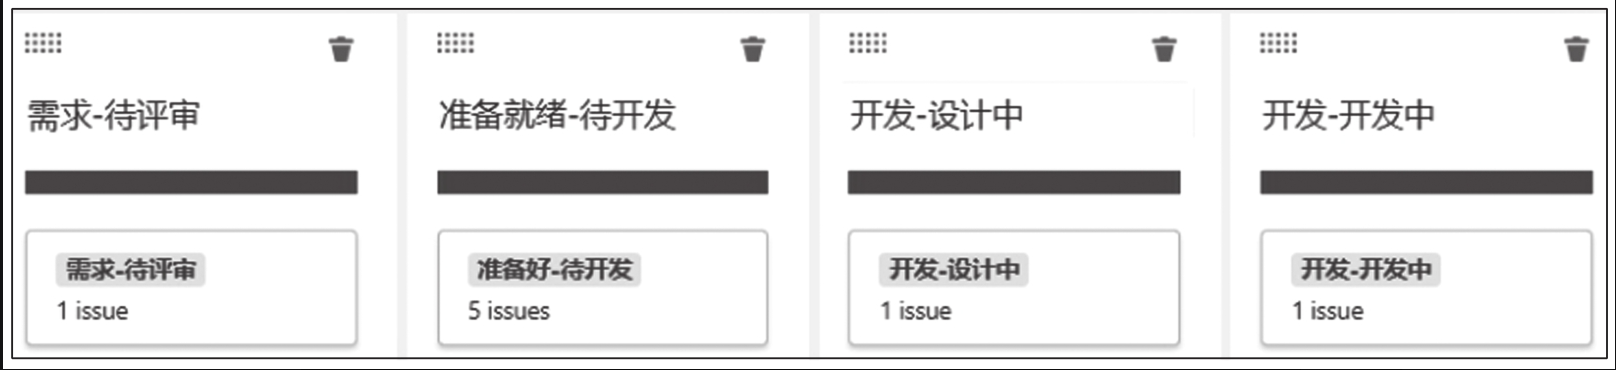 需求-待评审
准备就绪-待开发
开发-设计中
开发-开发中
需求-待评审
1 issue
准备好-待开发
5 issues
开发-设计中
1 issue
开发-开发中
1 issue